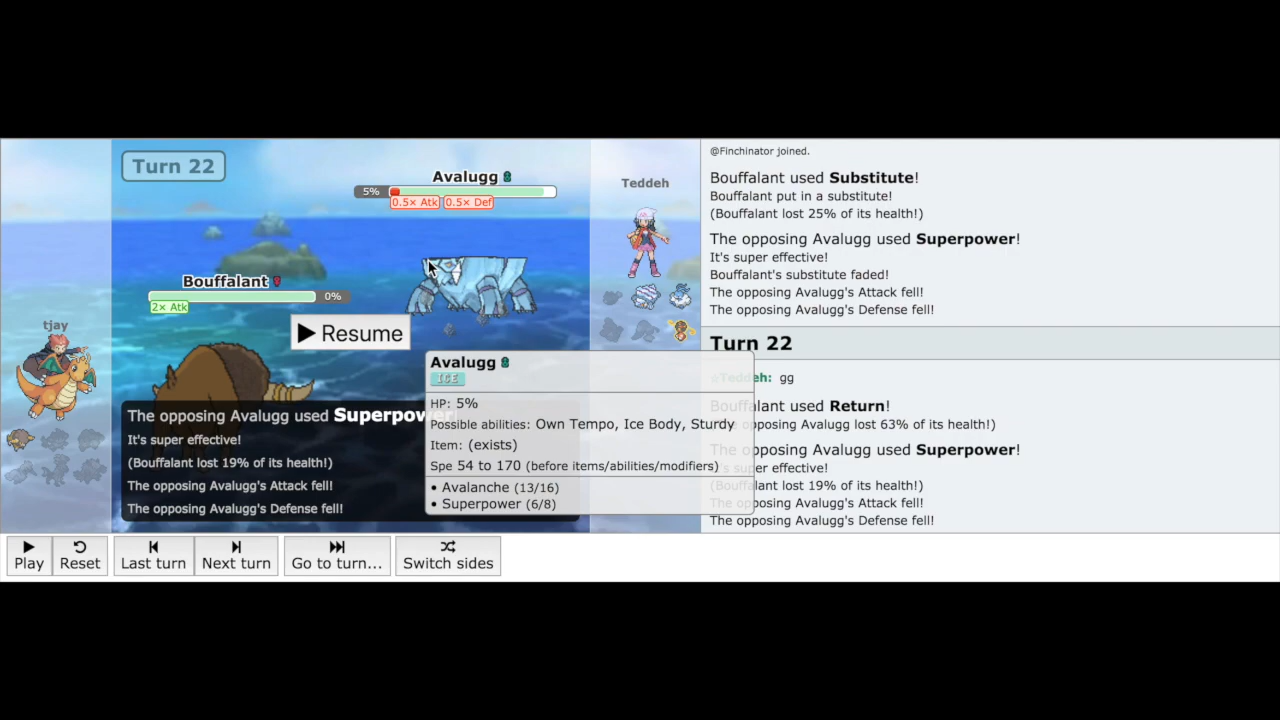 Turn 22
Avalugg
5%
0.5× Atk 0.5× Def
Bouffalant
0%
2× Atk
tjay
Teddeh
Resume
Avalugg
ICE
HP: 5%
Possible abilities: Own Tempo, Ice Body, Sturdy
Item: (exists)
Spe 54 to 170 (before items/abilities/modifiers)
• Avalanche (13/16)
• Superpower (6/8)
The opposing Avalugg used Superpower
It's super effective!
(Bouffalant lost 19% of its health!)
The opposing Avalugg's Attack fell!
The opposing Avalugg's Defense fell!
@Finchinator joined.
Bouffalant used Substitute!
Bouffalant put in a substitute!
(Bouffalant lost 25% of its health!)
The opposing Avalugg used Superpower!
It's super effective!
Bouffalant's substitute faded!
The opposing Avalugg's Attack fell!
The opposing Avalugg's Defense fell!
Turn 22
☆Teddeh: gg
Bouffalant used Return!
(The opposing Avalugg lost 63% of its health!)
The opposing Avalugg used Superpower!
It's super effective!
(Bouffalant lost 19% of its health!)
The opposing Avalugg's Attack fell!
The opposing Avalugg's Defense fell!
Play Reset Last turn Next turn Go to turn... Switch sides